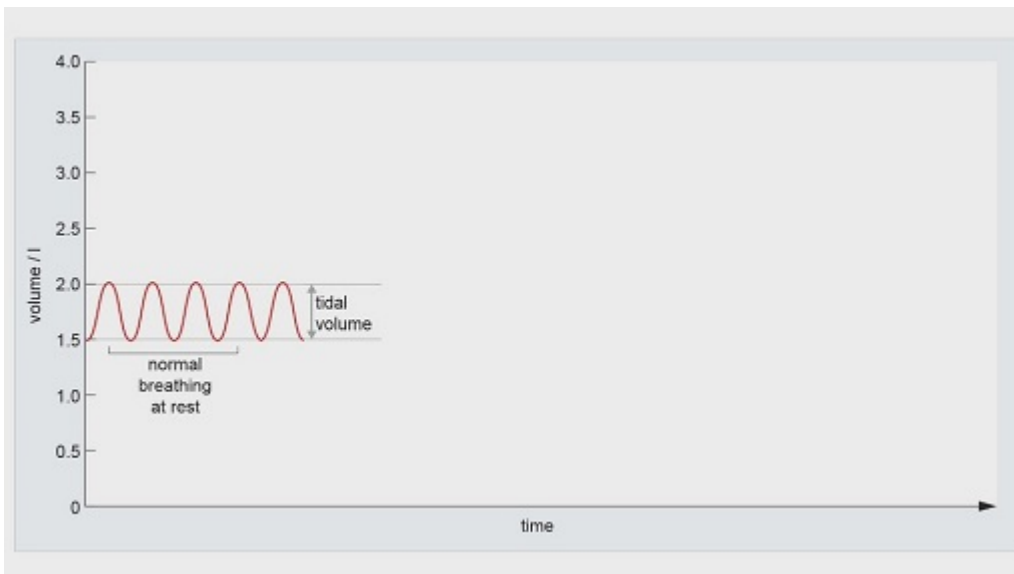 4.0
3.5
3.0
2.5
2.0
1.5
1.0
0.5
0
volume / l
tidal
volume
normal
breathing
at rest
time